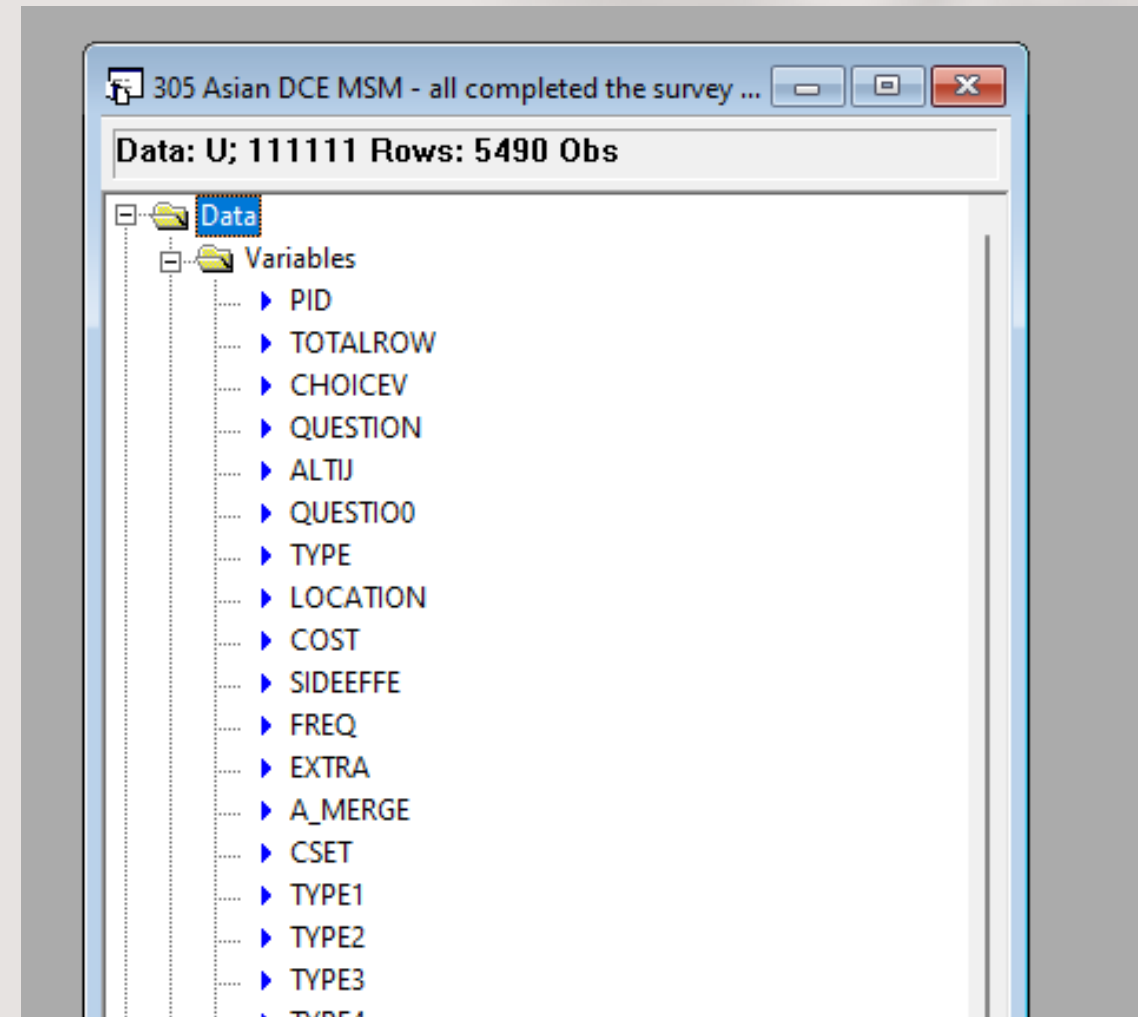 305 Asian DCE MSM - all completed the survey ...
Data: U; 111111 Rows: 5490 Obs
Data
Variables
PID
TOTALROW
CHOICEV
QUESTION
ALTIJ
QUESTIO0
TYPE
LOCATION
COST
SIDEEFFE
FREQ
EXTRA
A_MERGE
CSET
TYPE1
TYPE2
TYPE3